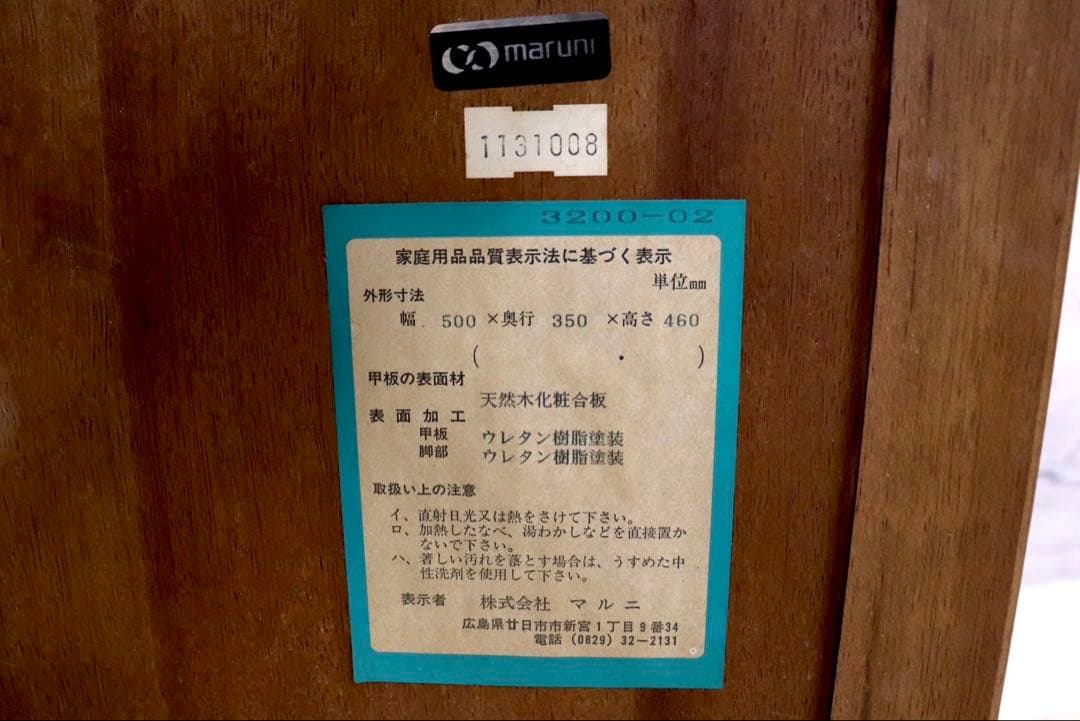 maruni
1131008
3200-02
家庭用品品質表示法に基づく表示
単位mm
外形寸法
幅. 500 ×奥行 350 ×高さ 460
( ・ )
甲板の表面材
天然木化粧合板
表面加工
甲板 ウレタン樹脂塗装
脚部 ウレタン樹脂塗装
取扱い上の注意
イ、直射日光又は熱をさけて下さい。
ロ、加熱したなべ、湯わかしなどを直接置か
ないで下さい。
ハ、著しい汚れを落とす場合は、うすめた中
性洗剤を使用して下さい。
表示者 株式会社 マルニ
広島県廿日市市新宮1丁目9番34
電話 (0829) 32-2131